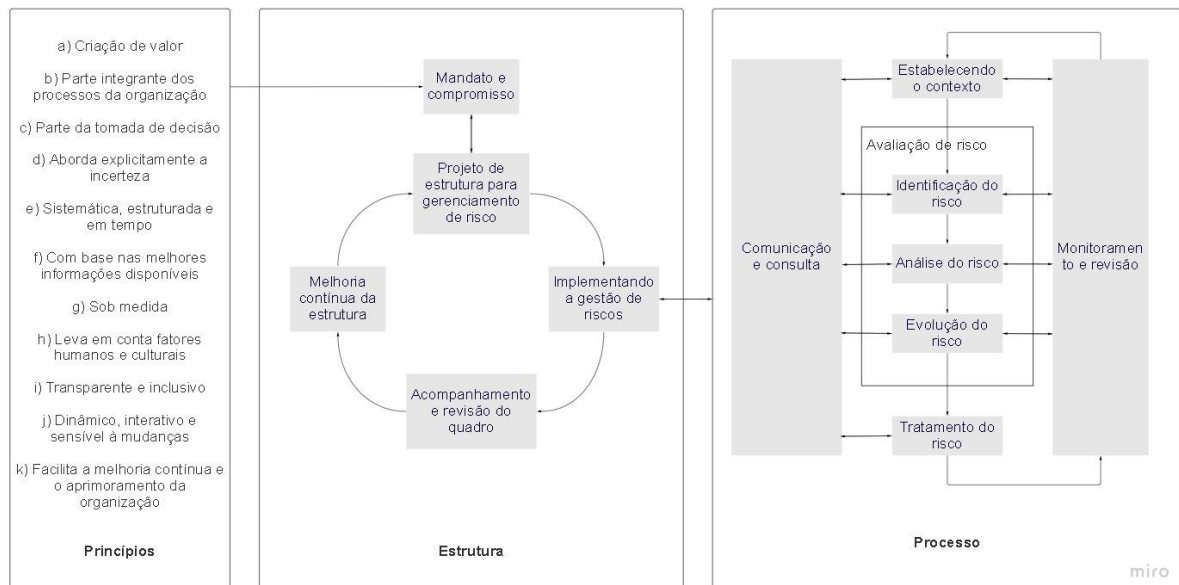 a) Criação de valor
b) Parte integrante dos
processos da organização
c) Parte da tomada de decisão
d) Aborda explicitamente a
incerteza
e) Sistemática, estruturada e
em tempo
f) Com base nas melhores
informações disponíveis
g) Sob medida
h) Leva em conta fatores
humanos e culturais
i) Transparente e inclusivo
j) Dinâmico, interativo e
sensível à mudanças
k) Facilita a melhoria contínua e
o aprimoramento da
organização
Princípios
Mandato e
compromisso
Projeto de
estrutura para
gerenciamento
de risco
Melhoria
contínua da
estrutura
Implementando
a gestão de
riscos
Acompanhamento
e revisão do
quadro
Estrutura
Comunicação
e consulta
Estabelecendo
o contexto
Avaliação de risco
Identificação do
risco
Análise do risco
Evolução do
risco
Tratamento do
risco
Monitoramen
to e revisão
Processo
miro